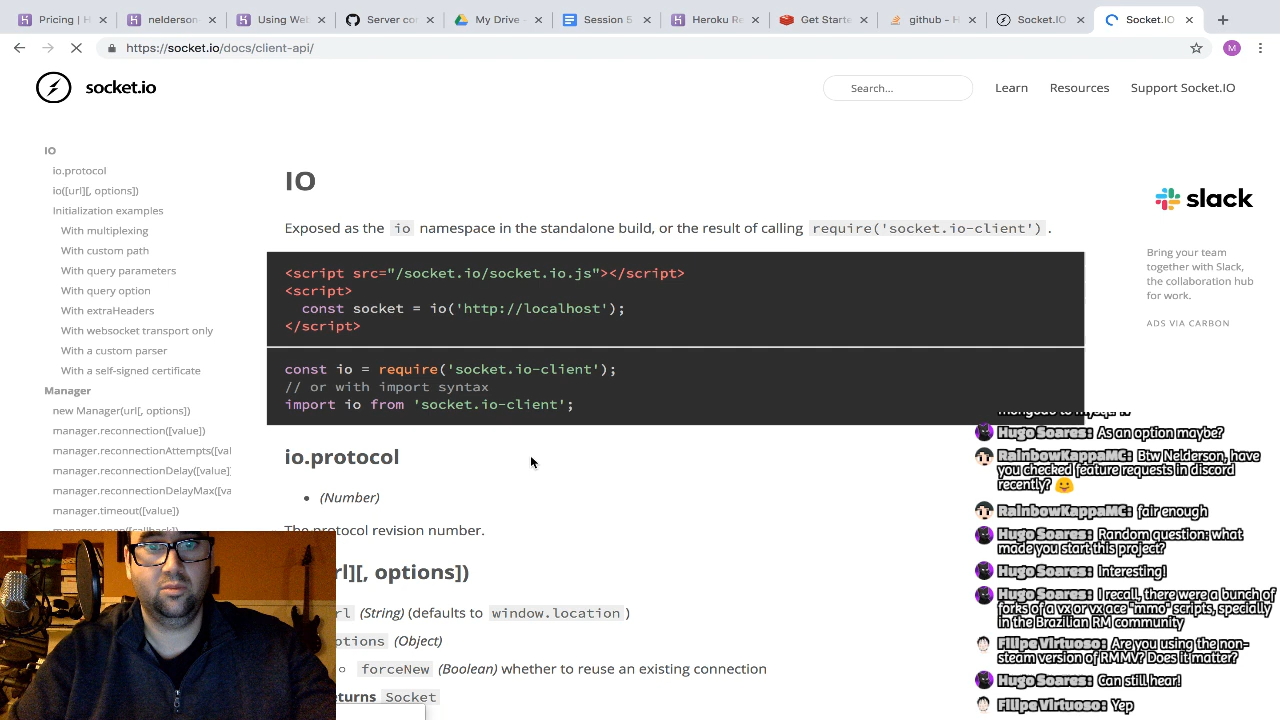 Pricing | H
nelderson-
Using Wel
Server co
My Drive -
Session 5
Heroku Re
Get Starte
github - H
Socket.IO
Socket.IO
https://socket.io/docs/client-api/
M
socket.io
Search...
Learn
Resources
Support Socket.IO
IO
io.protocol
io([url][, options])
Initialization examples
With multiplexing
With custom path
With query parameters
With query option
With extraHeaders
With websocket transport only
With a custom parser
With a self-signed certificate
Manager
new Manager(url[, options])
manager.reconnection([value])
manager.reconnectionAttempts([val
manager.reconnectionDelay([value]
manager.reconnectionDelayMax([va
manager.timeout([value])
manager.open([callback])
IO
Exposed as the io namespace in the standalone build, or the result of calling require('socket.io-client') .
<script src="/socket.io/socket.io.js"></script>
<script>
const socket = io('http://localhost');
</script>
const io = require('socket.io-client');
// or with import syntax
import io from 'socket.io-client';
io.protocol
(Number)
The protocol revision number.
rl][, options])
rl (String) (defaults to window.location )
ptions (Object)
forceNew (Boolean) whether to reuse an existing connection
turns Socket
slack
Bring your team
together with Slack,
the collaboration hub
for work.
ADS VIA CARBON
Hugo Soares: As an option maybe?
RainbowKappaMC: Btw Nelderson, have
you checked feature requests in discord
recently? 🤗
RainbowKappaMC: fair enough
Hugo Soares: Random question: what
made you start this project?
Hugo Soares: Interesting!
Hugo Soares: I recall, there were a bunch of
forks of a vx or vx ace "mmo" scripts, specially
in the Brazilian RM community
Filipe Virtuoso: Are you using the non-
steam version of RMMV? Does it matter?
Hugo Soares: Can still hear!
Filipe Virtuoso: Yep